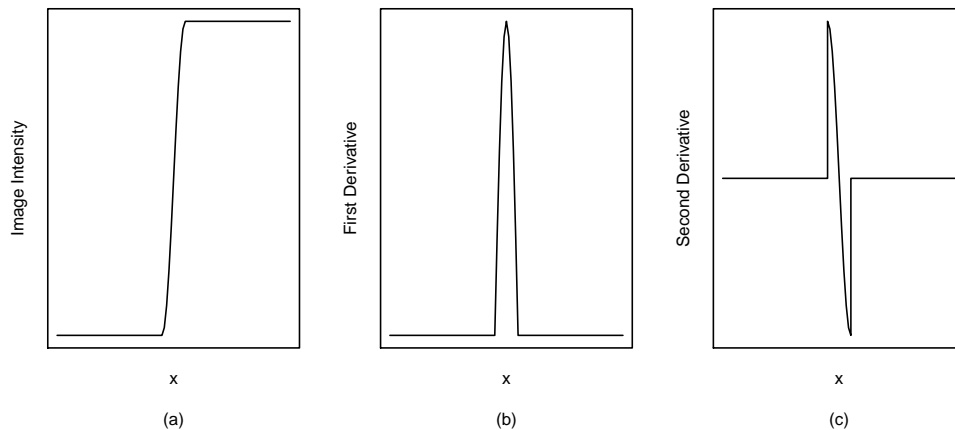 Image Intensity
x
(a)
First Derivative
x
(b)
Second Derivative
x
(c)